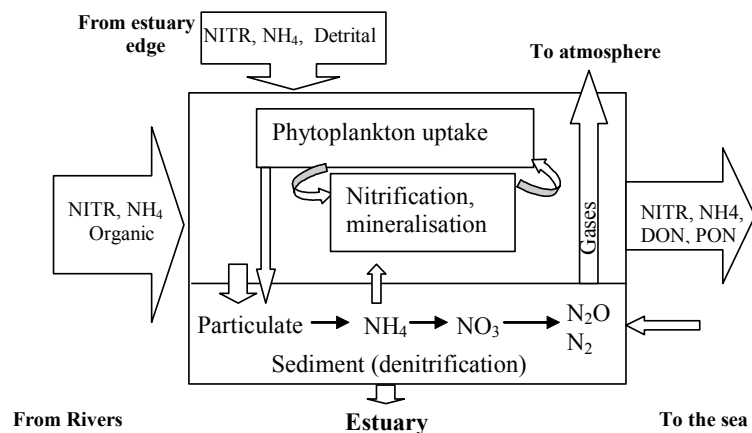 From estuary
edge
NITR, NH₄, Detrital
To atmosphere
Phytoplankton uptake
Nitrification,
mineralisation
NITR, NH₄
Organic
Gases
NITR, NH4,
DON, PON
Particulate
NH₄
NO₃
N₂O
N₂
Sediment (denitrification)
From Rivers
Estuary
To the sea